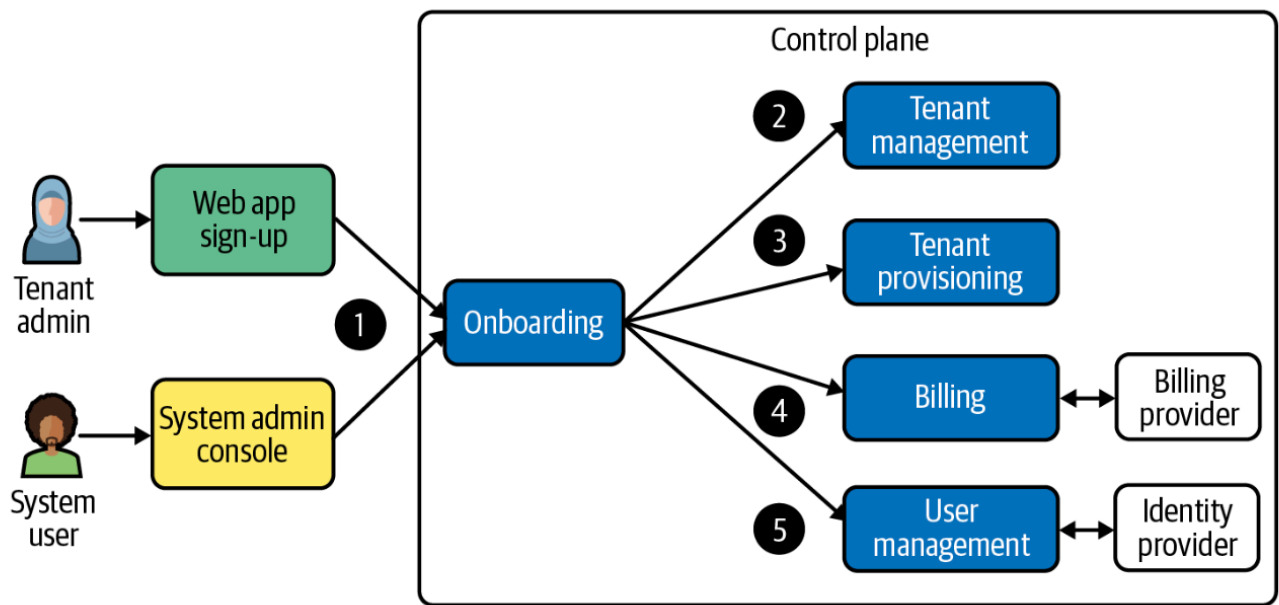 Control plane
2
Tenant
management
Web app
sign-up
3
Tenant
provisioning
Tenant
admin
1
Onboarding
System admin
console
4
Billing
Billing
provider
System
user
5
User
management
Identity
provider